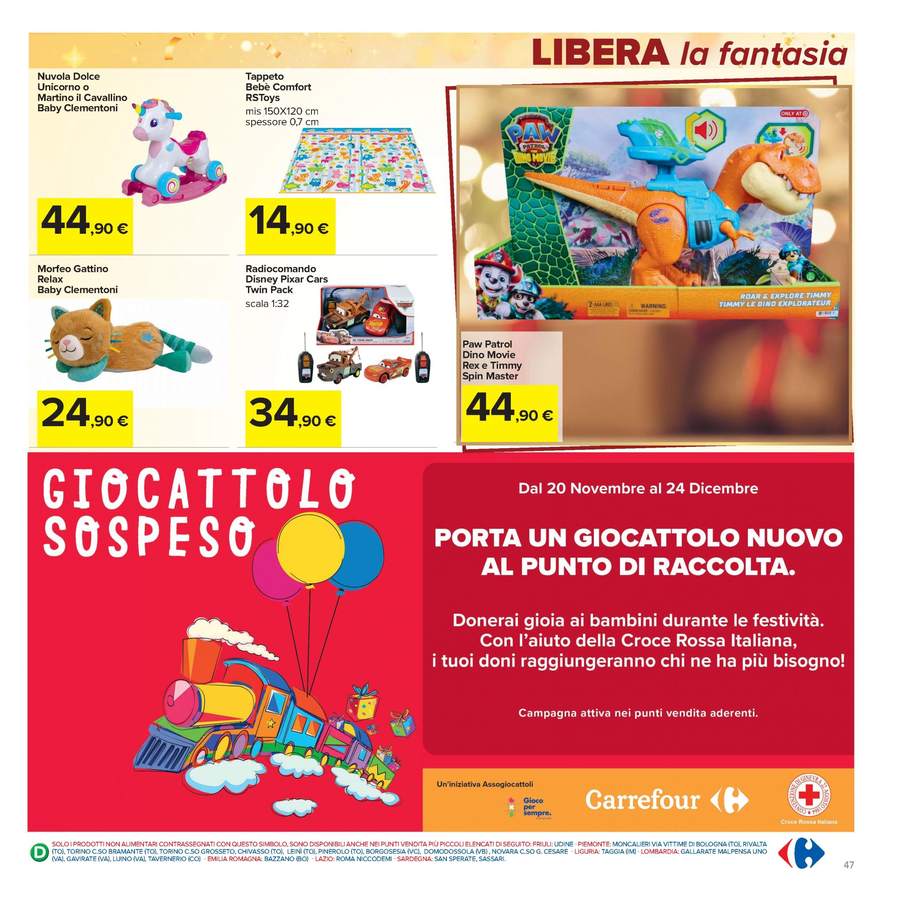 LIBERA la fantasia
Nuvola Dolce
Unicorno o
Martino il Cavallino
Baby Clementoni
44,90 €
Tappeto
Bebè Comfort
RSToys
mis 150X120 cm
spessore 0,7 cm
14,90 €
Morfeo Gattino
Relax
Baby Clementoni
24,90 €
Radiocomando
Disney Pixar Cars
Twin Pack
scala 1:32
34,90 €
ONLY AT
PAW
PATROL
DINO MOVIE
WARNING
ROAR & EXPLORE TIMMY
TIMMY LE DINO EXPLORATEUR
Paw Patrol
Dino Movie
Rex e Timmy
Spin Master
44,90 €
GIOCATTOLO
SOSPESO
Dal 20 Novembre al 24 Dicembre
PORTA UN GIOCATTOLO NUOVO
AL PUNTO DI RACCOLTA.
Donerai gioia ai bambini durante le festività.
Con l'aiuto della Croce Rossa Italiana,
i tuoi doni raggiungeranno chi ne ha più bisogno!
Campagna attiva nei punti vendita aderenti.
Un'iniziativa Assogiocattoli
Gioco
per
sempre.
Carrefour
Croce Rossa Italiana
D
SOLO I PRODOTTI NON ALIMENTARI CONTRASSEGNATI CON QUESTO SIMBOLO, SONO DISPONIBILI ANCHE NEI PUNTI VENDITA PIÙ PICCOLI ELENCATI DI SEGUITO: FRIULI: UDINE · PIEMONTE: MONCALIERI VIA VITTIME DI BOLOGNA (TO), RIVALTA
(TO), TORINO C.SO BRAMANTE (TO), TORINO C.SO GROSSETO, CHIVASSO (TO), LEINÌ (TO), PINEROLO (TO), BORGOSESIA (VC), DOMODOSSOLA (VB), NOVARA C.SO G. CESARE · LIGURIA: TAGGIA (IM) · LOMBARDIA: GALLARATE MALPENSA UNO
(VA), GAVIRATE (VA), LUINO (VA), TAVERNERIO (CO) · EMILIA ROMAGNA: BAZZANO (BO) · LAZIO: ROMA NICCODEMI · SARDEGNA: SAN SPERATE, SASSARI.
47